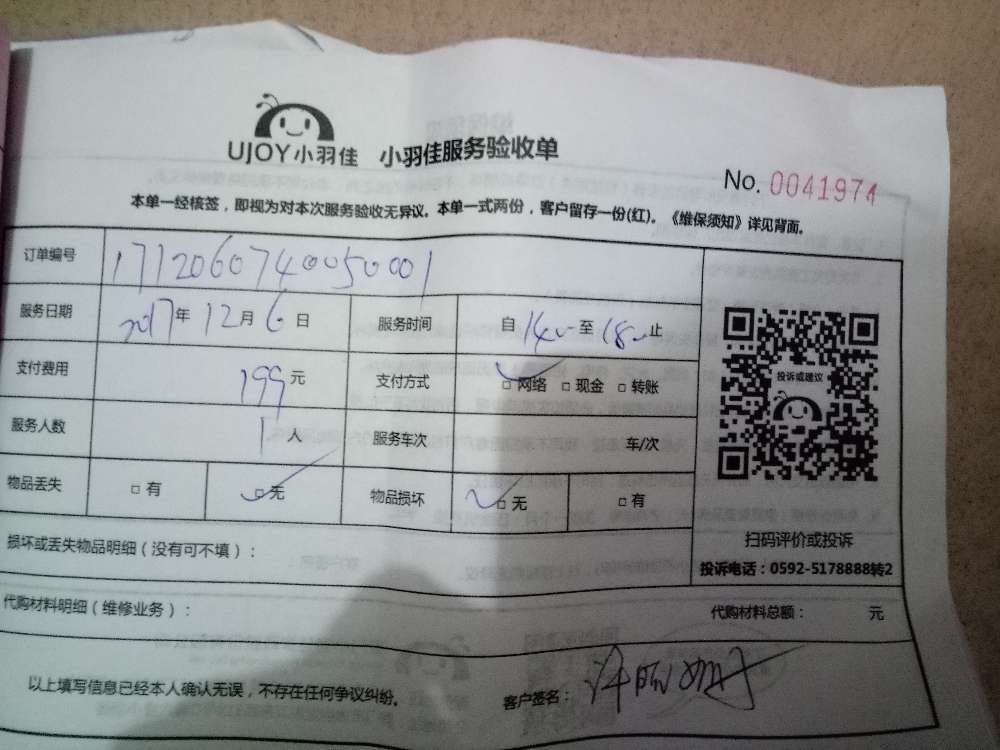 UJOY小羽佳 小羽佳服务验收单
No. 0041974
本单一经核签，即视为对本次服务验收无异议。本单一式两份，客户留存一份(红)。《维保须知》详见背面。
订单编号 1712060740050001
服务日期 2017年12月6日 服务时间 自14:00至18:00止
支付费用 199元 支付方式 □网络 □现金 □转账
投诉或建议
服务人数 1人 服务车次 车/次
物品丢失 □有 □无 物品损坏 □无 □有
扫码评价或投诉
损坏或丢失物品明细（没有可不填）：
投诉电话：0592-5178888转2
代购材料明细（维修业务）： 代购材料总额： 元
以上填写信息已经本人确认无误，不存在任何争议纠纷。 客户签名：